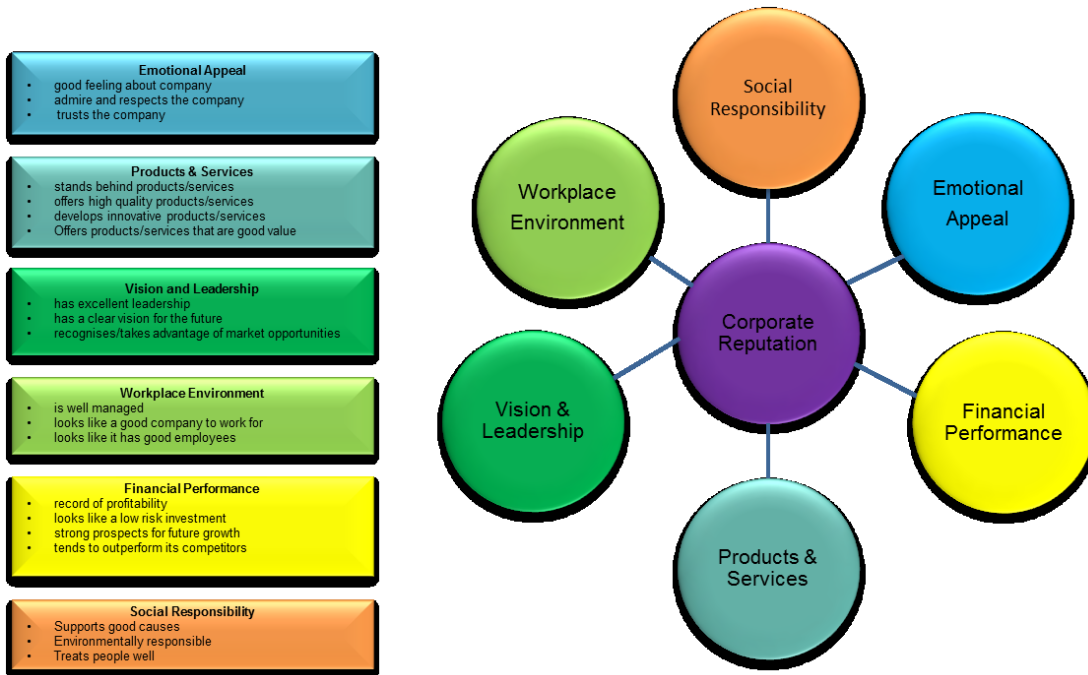 Emotional Appeal
• good feeling about company
• admire and respects the company
• trusts the company
Products & Services
• stands behind products/services
• offers high quality products/services
• develops innovative products/services
• Offers products/services that are good value
Vision and Leadership
• has excellent leadership
• has a clear vision for the future
• recognises/takes advantage of market opportunities
Workplace Environment
• is well managed
• looks like a good company to work for
• looks like it has good employees
Financial Performance
• record of profitability
• looks like a low risk investment
• strong prospects for future growth
• tends to outperform its competitors
Social Responsibility
• Supports good causes
• Environmentally responsible
• Treats people well
Social
Responsibility
Workplace
Environment
Emotional
Appeal
Corporate
Reputation
Vision &
Leadership
Financial
Performance
Products &
Services